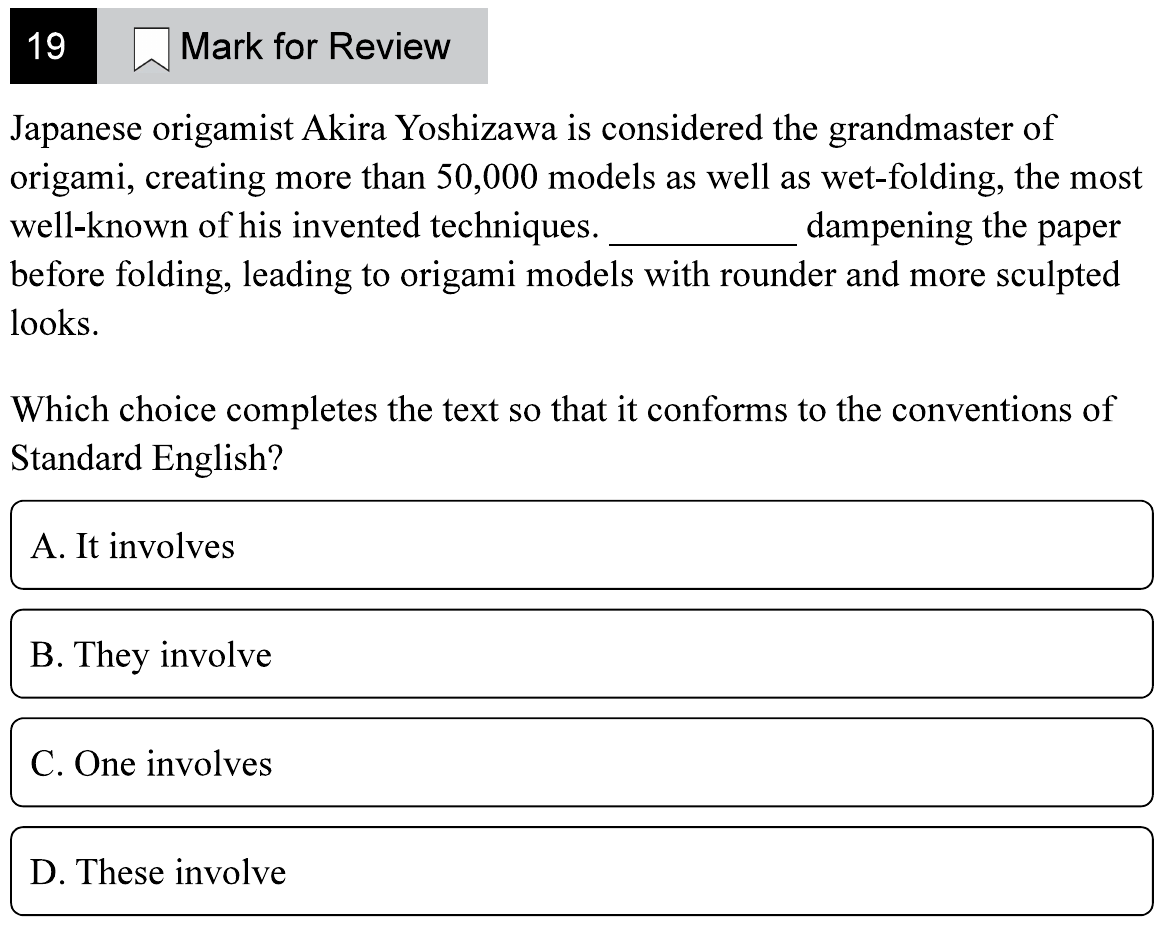 19 Mark for Review
Japanese origamist Akira Yoshizawa is considered the grandmaster of
origami, creating more than 50,000 models as well as wet-folding, the most
well-known of his invented techniques. __________ dampening the paper
before folding, leading to origami models with rounder and more sculpted
looks.
Which choice completes the text so that it conforms to the conventions of
Standard English?
A. It involves
B. They involve
C. One involves
D. These involve